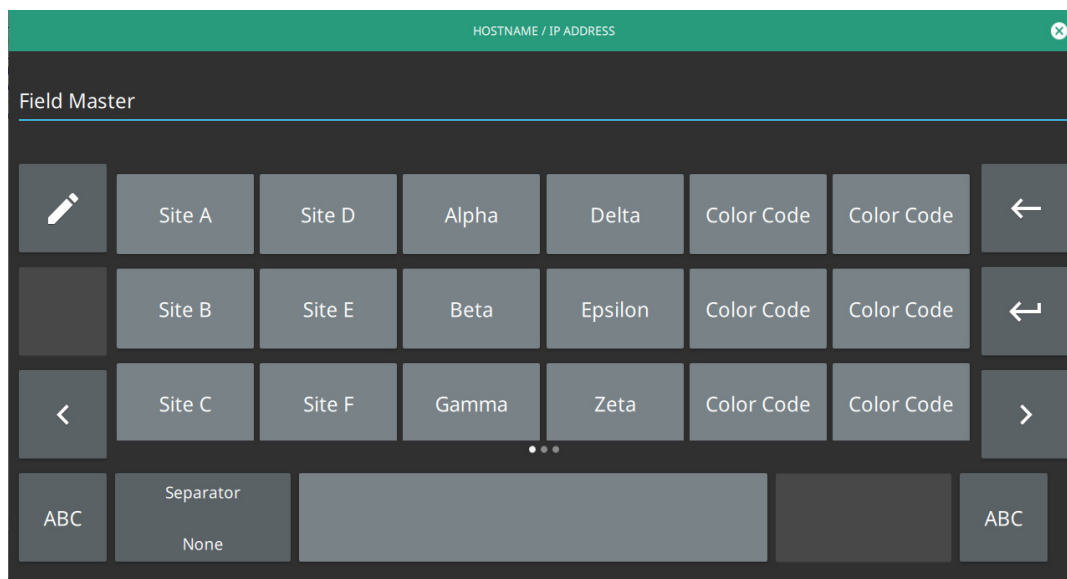 HOSTNAME / IP ADDRESS
Field Master
Site A Site D Alpha Delta Color Code Color Code
Site B Site E Beta Epsilon Color Code Color Code
Site C Site F Gamma Zeta Color Code Color Code
ABC Separator None ABC